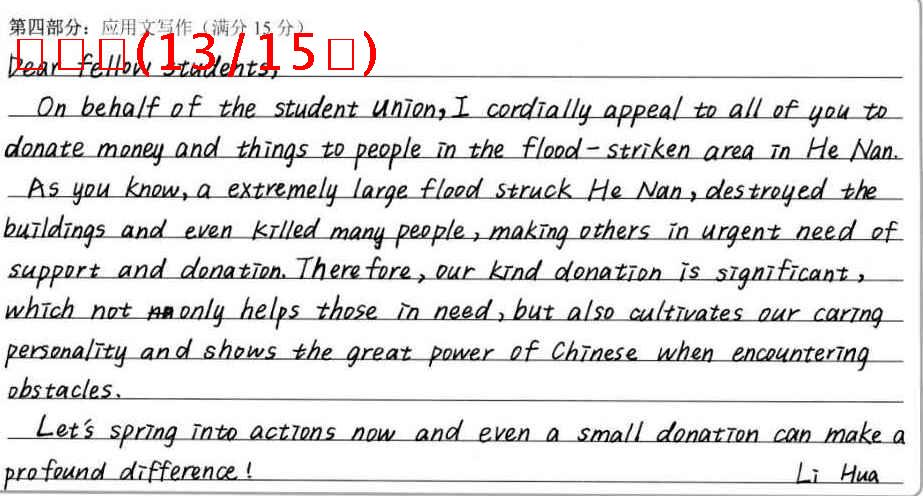 第四部分：应用文写作（满分 15 分）
(13/15)
Dear fellow students,
On behalf of the student union, I cordially appeal to all of you to
donate money and things to people in the flood-striken area in He Nan.
As you know, a extremely large flood struck He Nan, destroyed the
buildings and even killed many people, making others in urgent need of
support and donation. Therefore, our kind donation is significant,
which not only helps those in need, but also cultivates our caring
personality and shows the great power of Chinese when encountering
obstacles.
Let's spring into actions now and even a small donation can make a
profound difference!
Li Hua